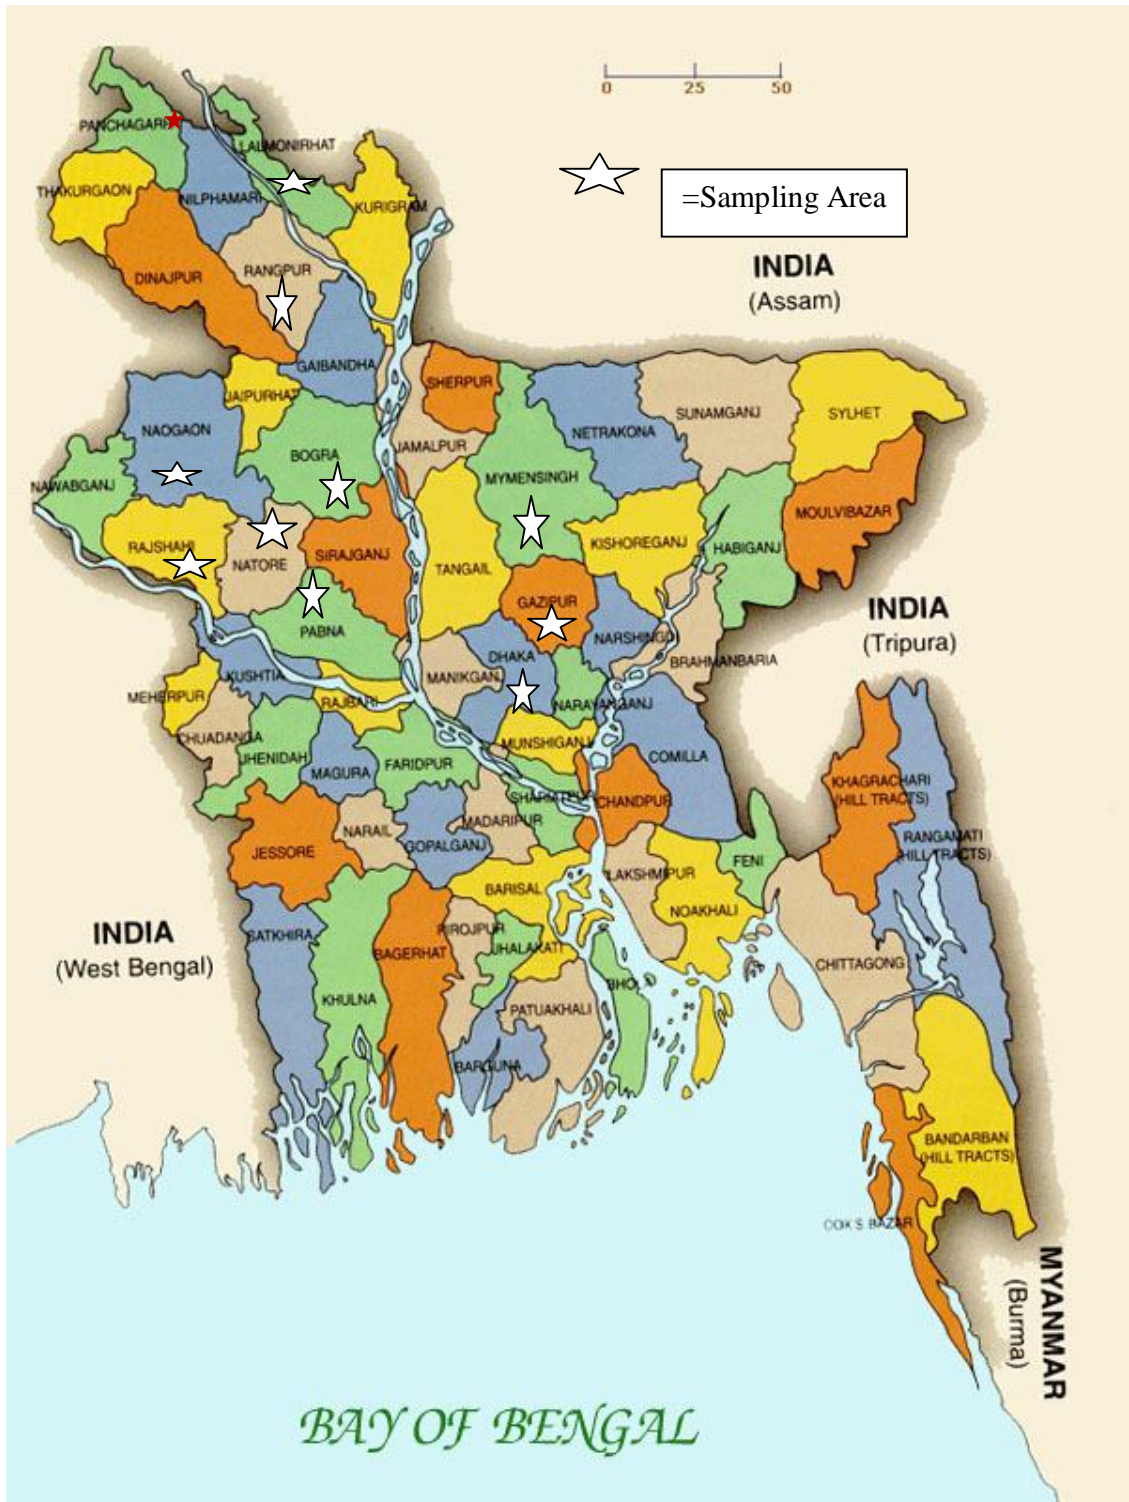 0 25 50
PANCHAGARH
LALMONIRHAT
=Sampling Area
THAKURGAON
NILPHAMARI
KURIGRAM
INDIA
(Assam)
DINAJPUR
RANGPUR
GAIBANDHA
SHERPUR
JAIPURHAT
SUNAMGANJ
SYLHET
NAOGAON
NETRAKONA
JAMALPUR
BOGRA
MYMENSINGH
NAWABGANJ
MOULVIBAZAR
RAJSHAHI
KISHOREGANJ
HABIGANJ
SIRAJGANJ
NATORE
TANGAIL
GAZIPUR
INDIA
(Tripura)
PABNA
NARSHINGDI
DHAKA
BRAHMANBARIA
KUSHTIA
MANIKGANJ
MEHERPUR
RAJBARI
NARAYANGANJ
CHUADANGA
MUNSHIGANJ
JHENIDAH
COMILLA
FARIDPUR
MAGURA
KHAGRACHARI
(HILL TRACTS)
SHARIATPUR
CHANDPUR
MADARIPUR
NARAIL
RANGAMATI
(HILL TRACTS)
GOPALGANJ
JESSORE
FENI
LAKSHMIPUR
BARISAL
NOAKHALI
INDIA
(West Bengal)
SATKHIRA
PIROJPUR
JHALAKATI
BAGERHAT
CHITTAGONG
BHOLA
KHULNA
PATUAKHALI
BARGUNA
BANDARBAN
(HILL TRACTS)
COX S BAZAR
MYANMAR
(Burma)
BAY OF BENGAL